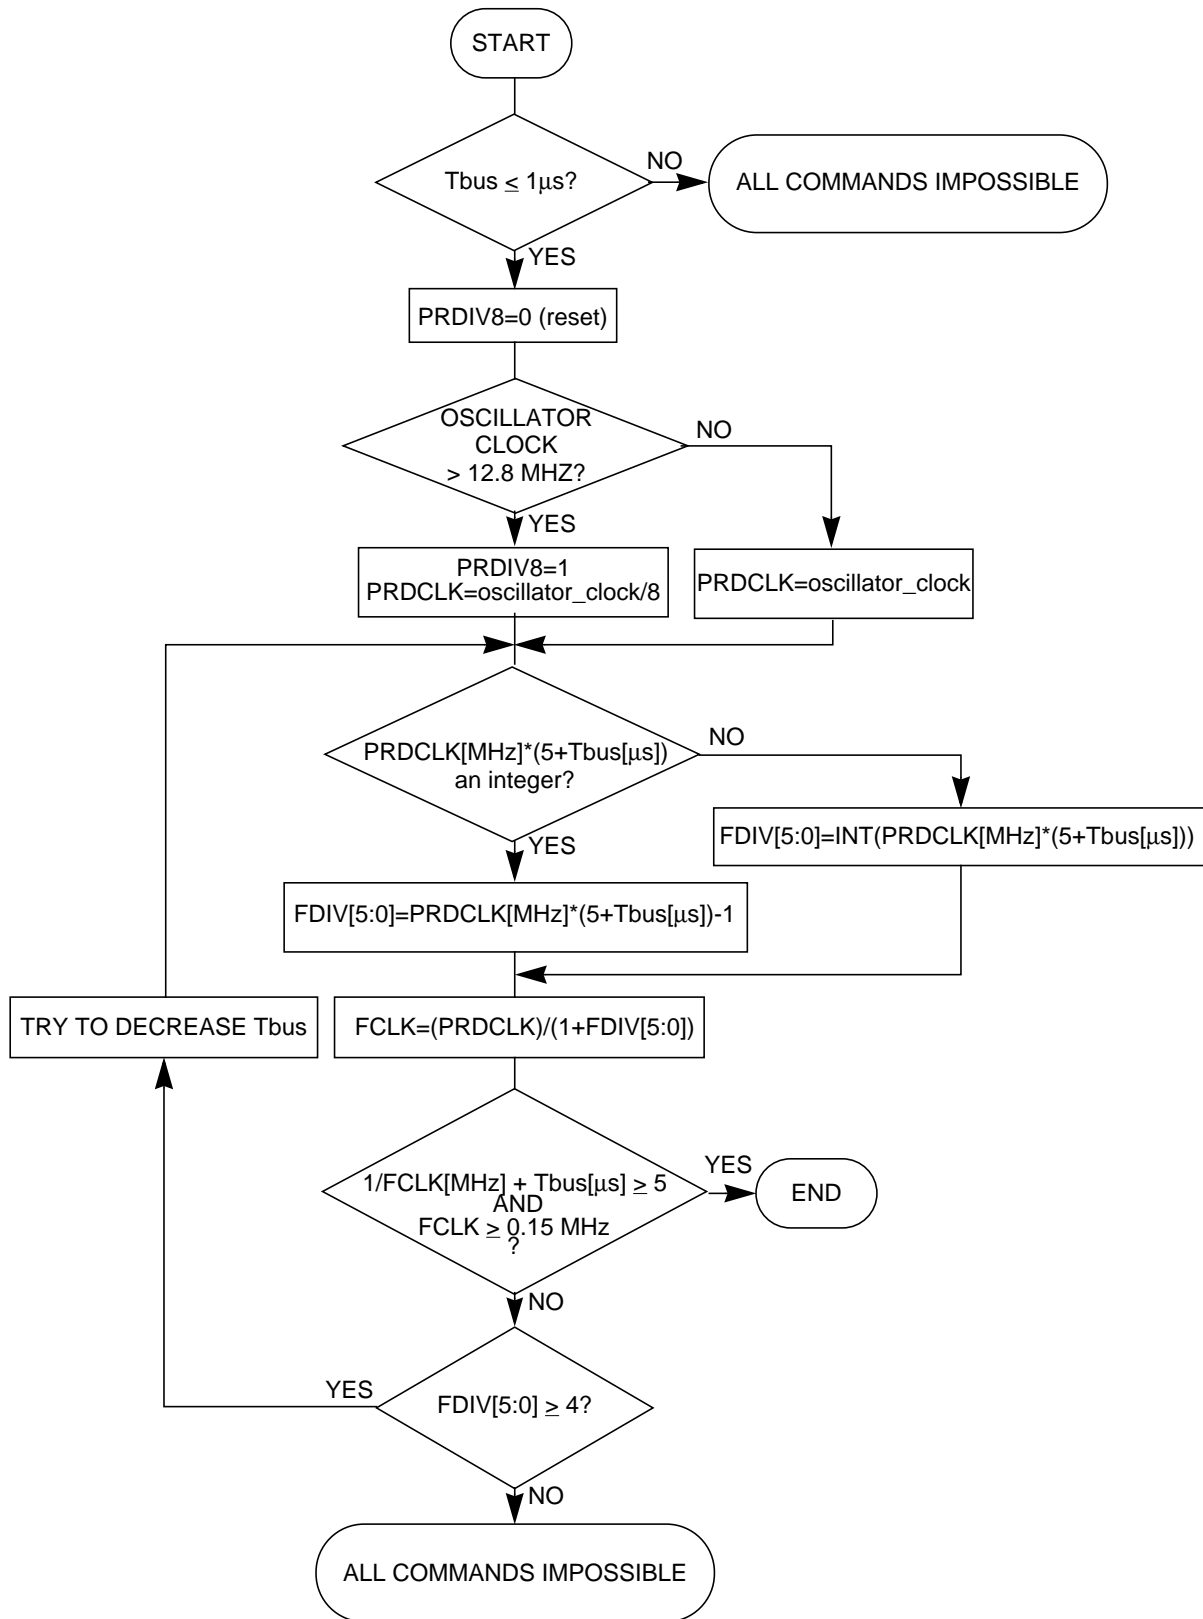 START
Tbus ≤ 1μs?
NO
ALL COMMANDS IMPOSSIBLE
YES
PRDIV8=0 (reset)
OSCILLATOR
CLOCK
> 12.8 MHZ?
NO
YES
PRDIV8=1
PRDCLK=oscillator_clock/8
PRDCLK=oscillator_clock
PRDCLK[MHz]*(5+Tbus[μs])
an integer?
NO
YES
FDIV[5:0]=INT(PRDCLK[MHz]*(5+Tbus[μs]))
FDIV[5:0]=PRDCLK[MHz]*(5+Tbus[μs])-1
TRY TO DECREASE Tbus
FCLK=(PRDCLK)/(1+FDIV[5:0])
1/FCLK[MHz] + Tbus[μs] ≥ 5
AND
FCLK ≥ 0.15 MHz
?
YES
END
NO
FDIV[5:0] ≥ 4?
YES
NO
ALL COMMANDS IMPOSSIBLE